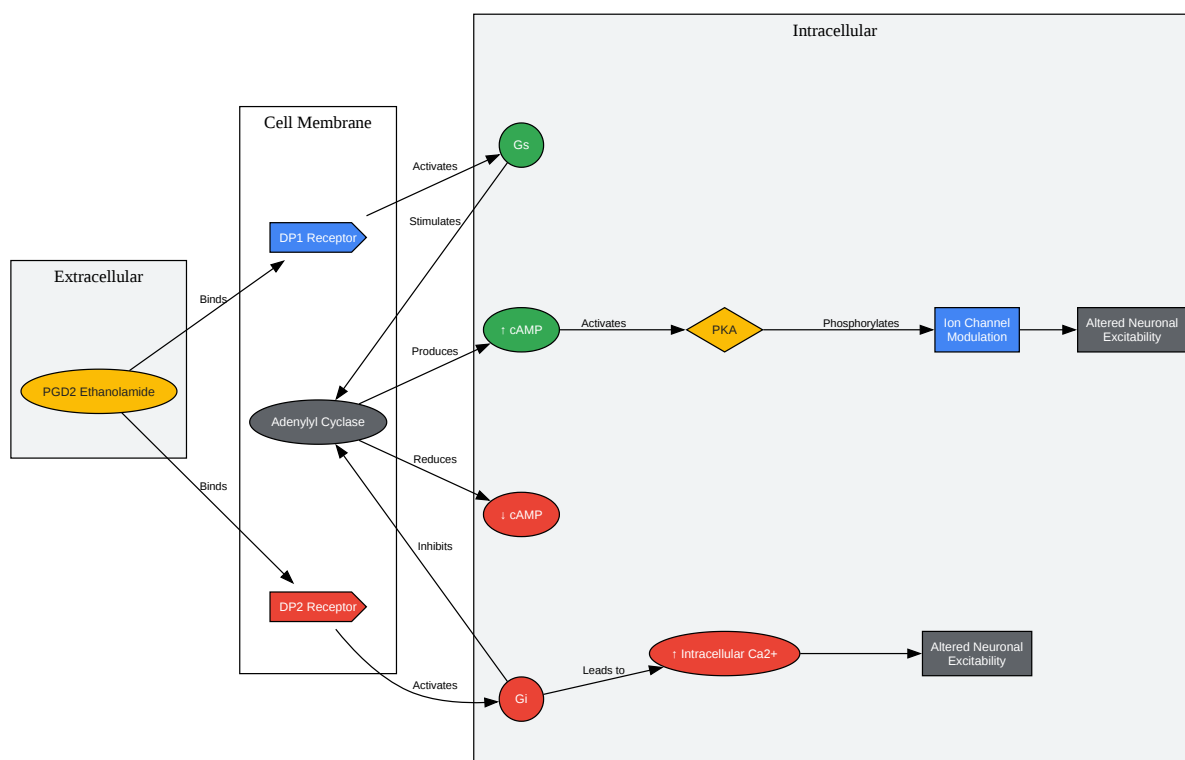 Intracellular
Cell Membrane
Gs
Activates
Stimulates
DP1 Receptor
Extracellular
Binds
↑ cAMP
Activates
PKA
Phosphorylates
Ion Channel
Modulation
Altered Neuronal
Excitability
Produces
PGD2 Ethanolamide
Adenylyl Cyclase
Reduces
Binds
↓ cAMP
Inhibits
DP2 Receptor
↑ Intracellular Ca2+
Altered Neuronal
Excitability
Leads to
Activates
Gi